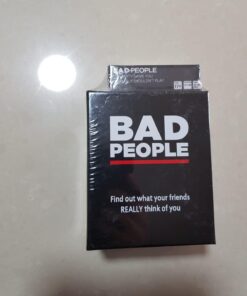 BAD PEOPLE
BAD
PEOPLE
Find out what your friends
REALLY think of you